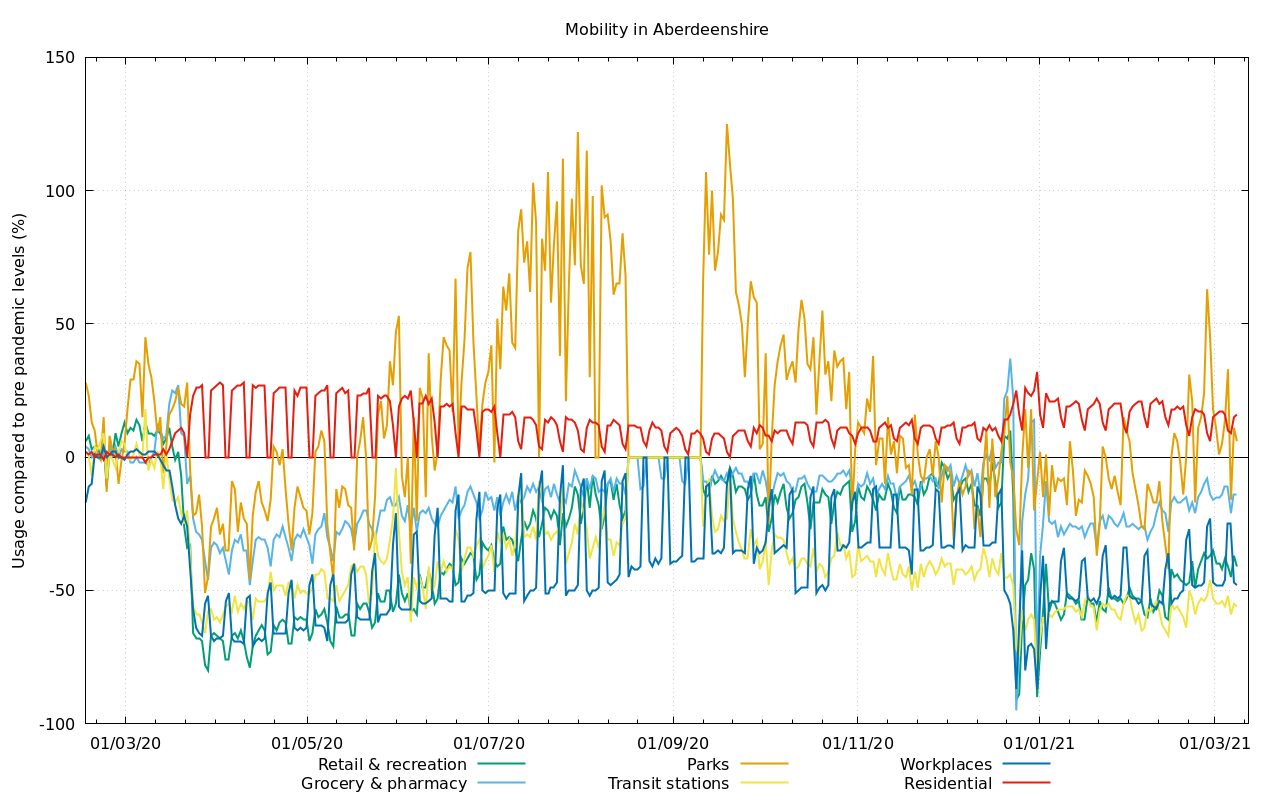 Mobility in Aberdeenshire
Usage compared to pre pandemic levels (%)
150
100
50
0
-50
-100
01/03/20 01/05/20 01/07/20 01/09/20 01/11/20 01/01/21 01/03/21
Retail & recreation Parks Workplaces
Grocery & pharmacy Transit stations Residential